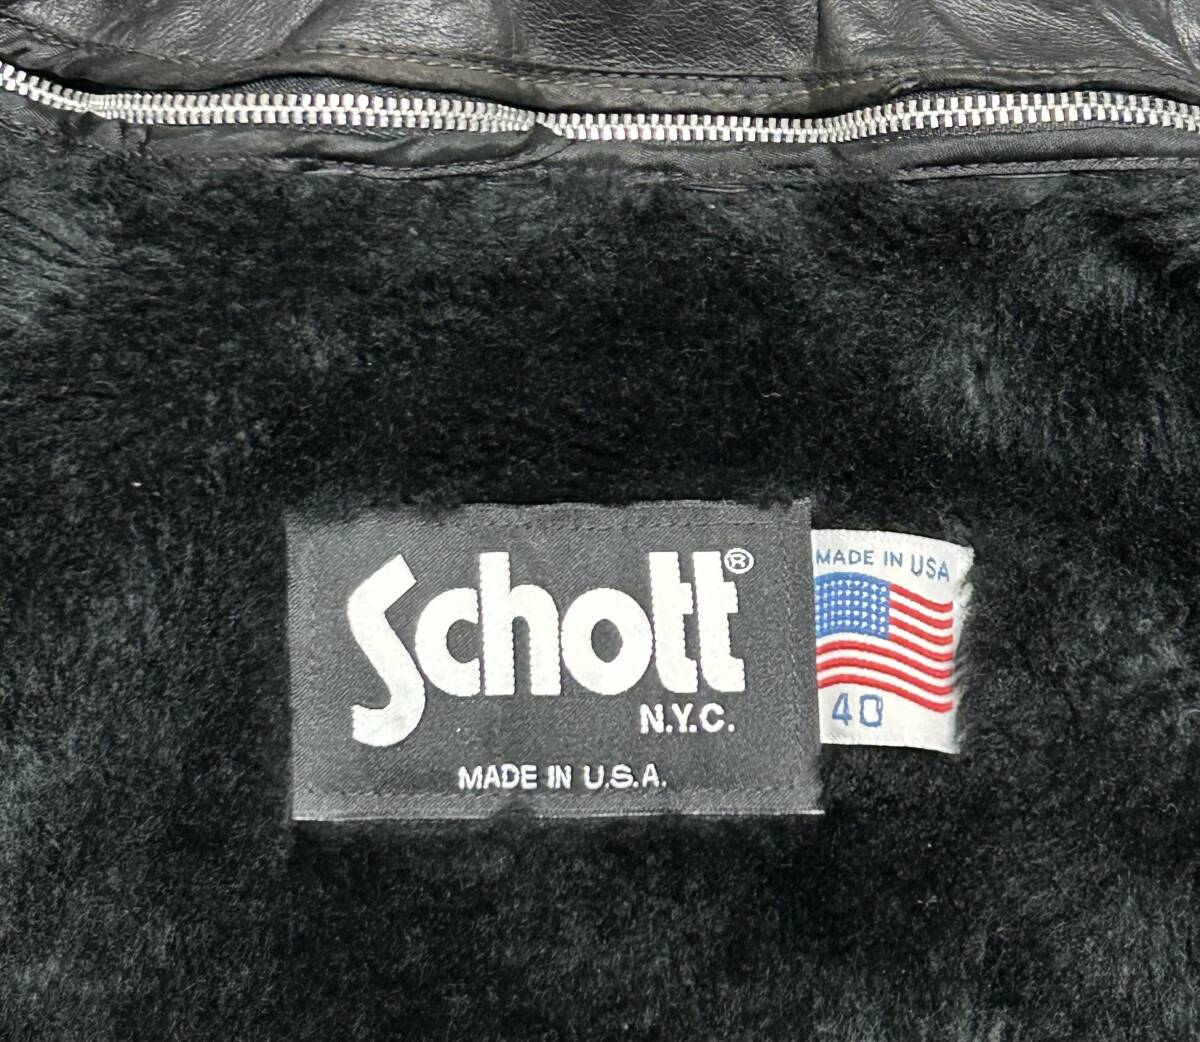 Schott®
N.Y.C.
MADE IN U.S.A.
MADE IN USA
40